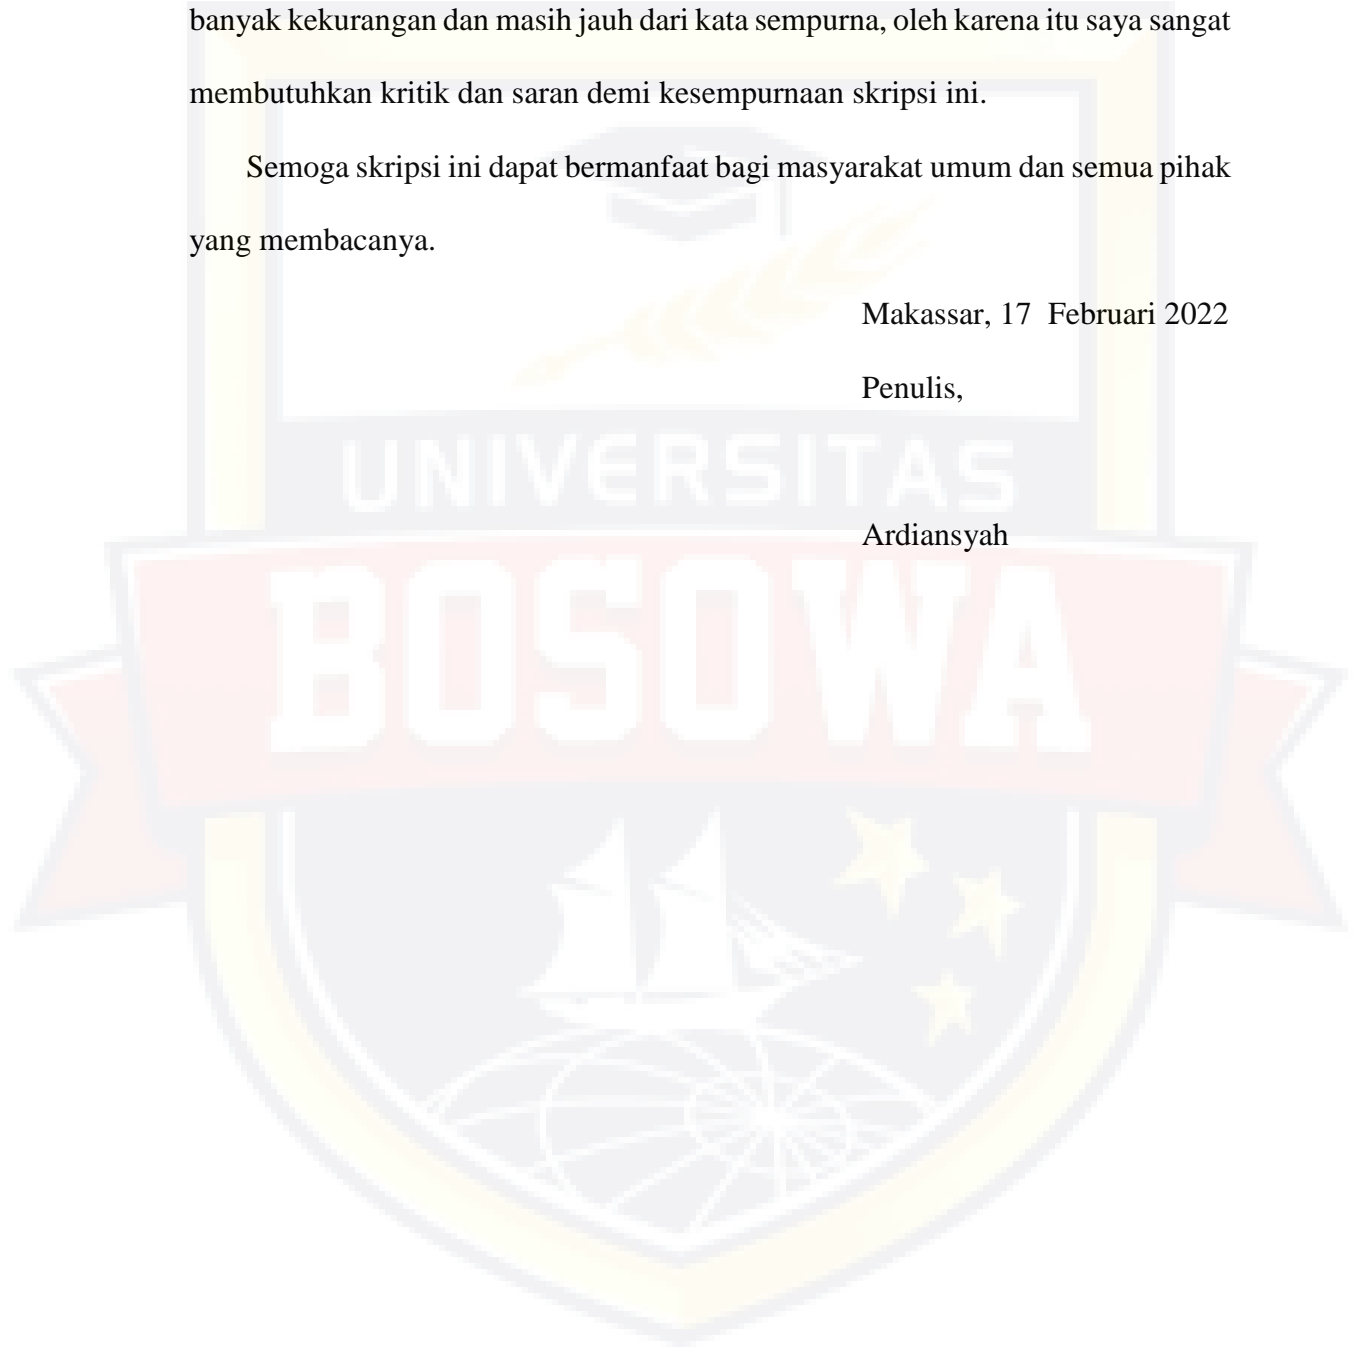 banyak kekurangan dan masih jauh dari kata sempurna, oleh karena itu saya sangat
membutuhkan kritik dan saran demi kesempurnaan skripsi ini.
Semoga skripsi ini dapat bermanfaat bagi masyarakat umum dan semua pihak
yang membacanya.
Makassar, 17  Februari 2022
Penulis,
UNIVERSITAS
Ardiansyah
BOSOWA